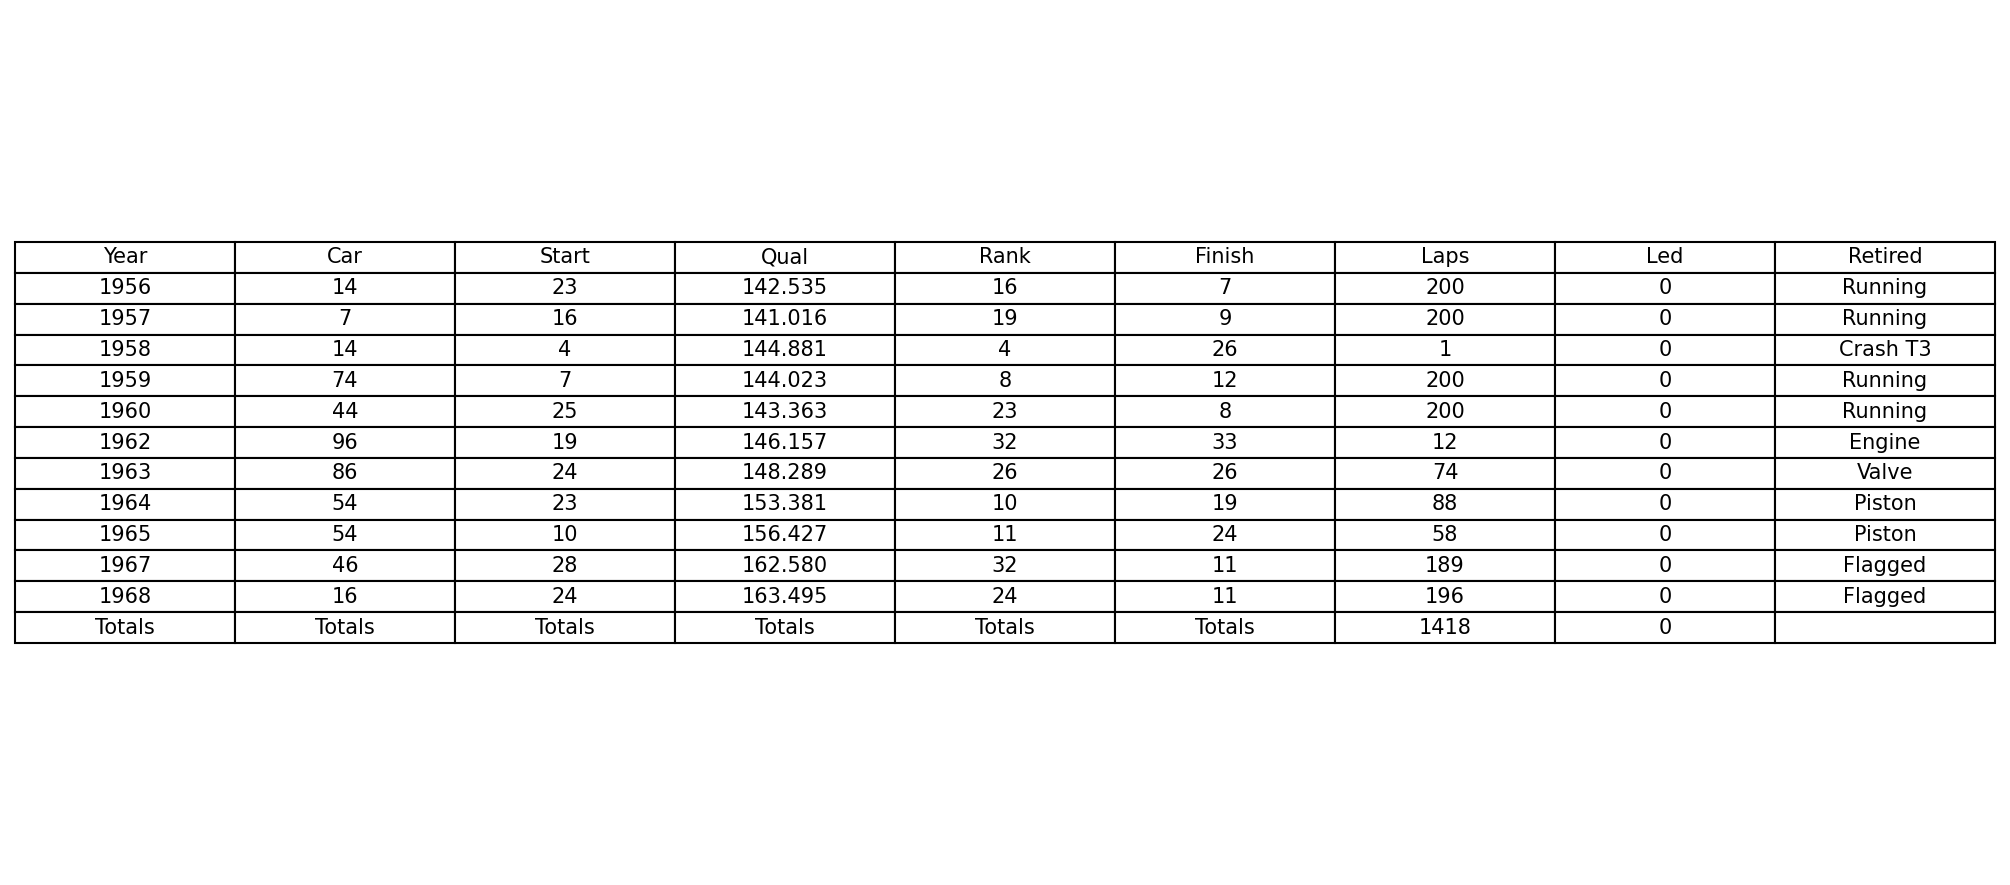 Year Car Start Qual Rank Finish Laps Led Retired
1956 14 23 142.535 16 7 200 0 Running
1957 7 16 141.016 19 9 200 0 Running
1958 14 4 144.881 4 26 1 0 Crash T3
1959 74 7 144.023 8 12 200 0 Running
1960 44 25 143.363 23 8 200 0 Running
1962 96 19 146.157 32 33 12 0 Engine
1963 86 24 148.289 26 26 74 0 Valve
1964 54 23 153.381 10 19 88 0 Piston
1965 54 10 156.427 11 24 58 0 Piston
1967 46 28 162.580 32 11 189 0 Flagged
1968 16 24 163.495 24 11 196 0 Flagged
Totals Totals Totals Totals Totals Totals 1418 0